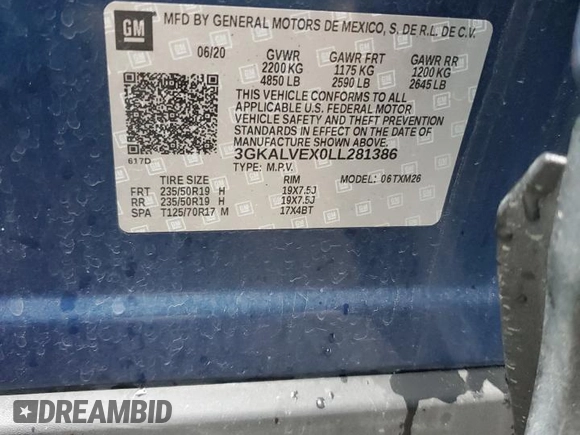 GM
MFD BY GENERAL MOTORS DE MEXICO, S. DE R.L. DE C.V.
06/20 GVWR GAWR FRT GAWR RR
2200 KG 1175 KG 1200 KG
4850 LB 2590 LB 2645 LB
THIS VEHICLE CONFORMS TO ALL
APPLICABLE U.S. FEDERAL MOTOR
VEHICLE SAFETY, BUMPER, AND THEFT PREVENTION
STANDARDS IN EFFECT ON THE DATE
OF MANUFACTURE SHOWN ABOVE.
617D 3GKALVEX0LL281386
TYPE: M.P.V. MODEL: 06TXM26
TIRE SIZE RIM
FRT 235/50R19 H 19X7.5J
RR 235/50R19 H 19X7.5J
SPA T125/70R17 M 17X4BT
DREAMBID